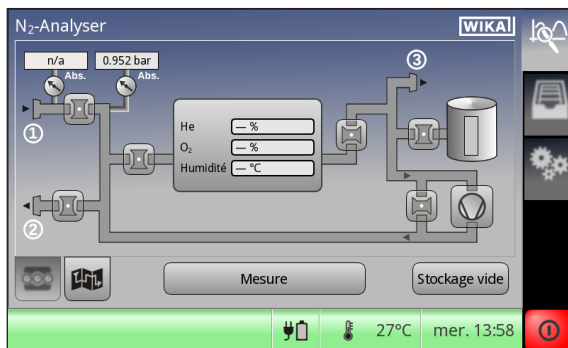 N₂-Analyser
WIKA
n/a
0.952 bar
Abs.
Abs.
③
①
He
— %
O₂
— %
Humidité
— °C
②
Mesure
Stockage vide
27°C
mer. 13:58